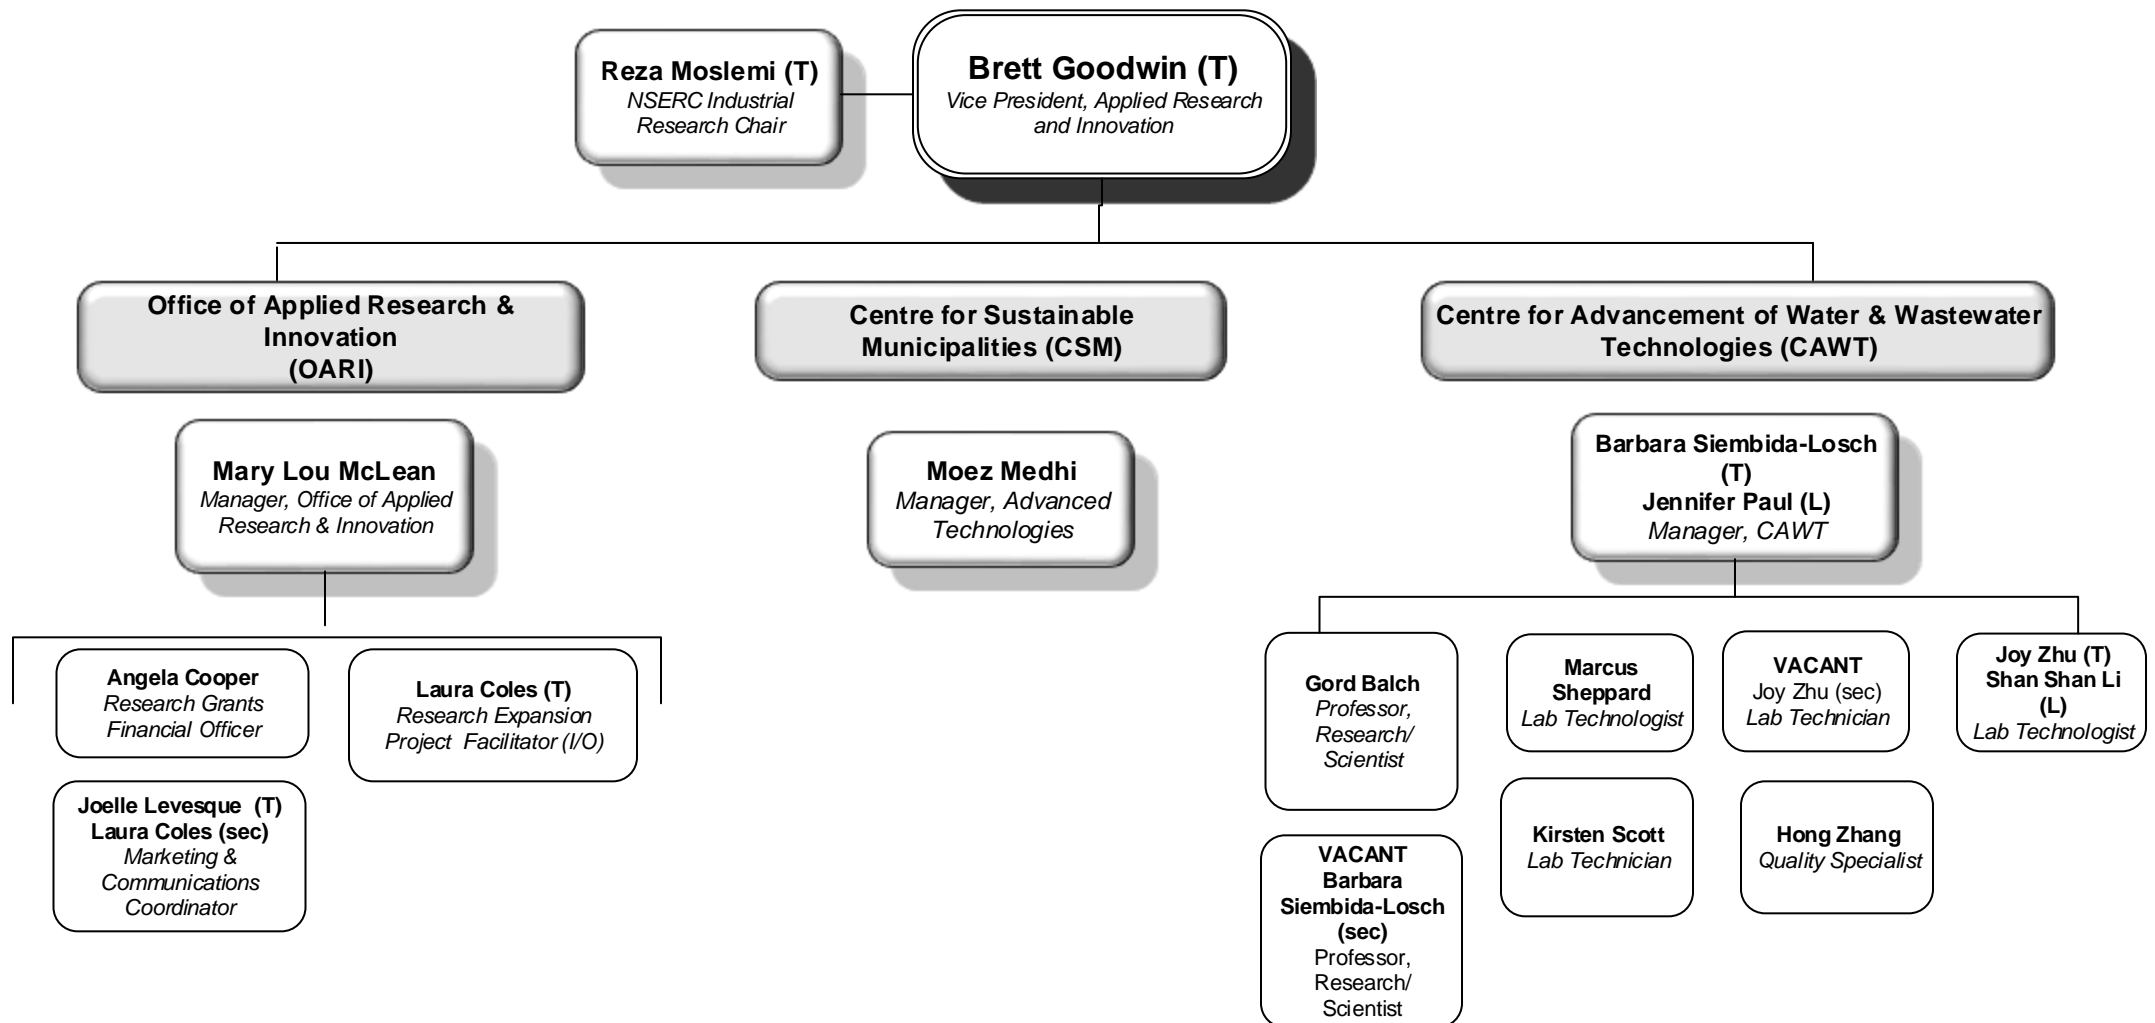 Reza Moslemi (T)
NSERC Industrial
Research Chair
Brett Goodwin (T)
Vice President, Applied Research
and Innovation
Office of Applied Research &
Innovation
(OARI)
Centre for Sustainable
Municipalities (CSM)
Centre for Advancement of Water & Wastewater
Technologies (CAWT)
Mary Lou McLean
Manager, Office of Applied
Research & Innovation
Moez Medhi
Manager, Advanced
Technologies
Barbara Siembida-Losch
(T)
Jennifer Paul (L)
Manager, CAWT
Angela Cooper
Research Grants
Financial Officer
Laura Coles (T)
Research Expansion
Project Facilitator (I/O)
Joelle Levesque (T)
Laura Coles (sec)
Marketing &
Communications
Coordinator
Gord Balch
Professor,
Research/
Scientist
Marcus
Sheppard
Lab Technologist
VACANT
Joy Zhu (sec)
Lab Technician
Joy Zhu (T)
Shan Shan Li
(L)
Lab Technologist
VACANT
Barbara
Siembida-Losch
(sec)
Professor,
Research/
Scientist
Kirsten Scott
Lab Technician
Hong Zhang
Quality Specialist